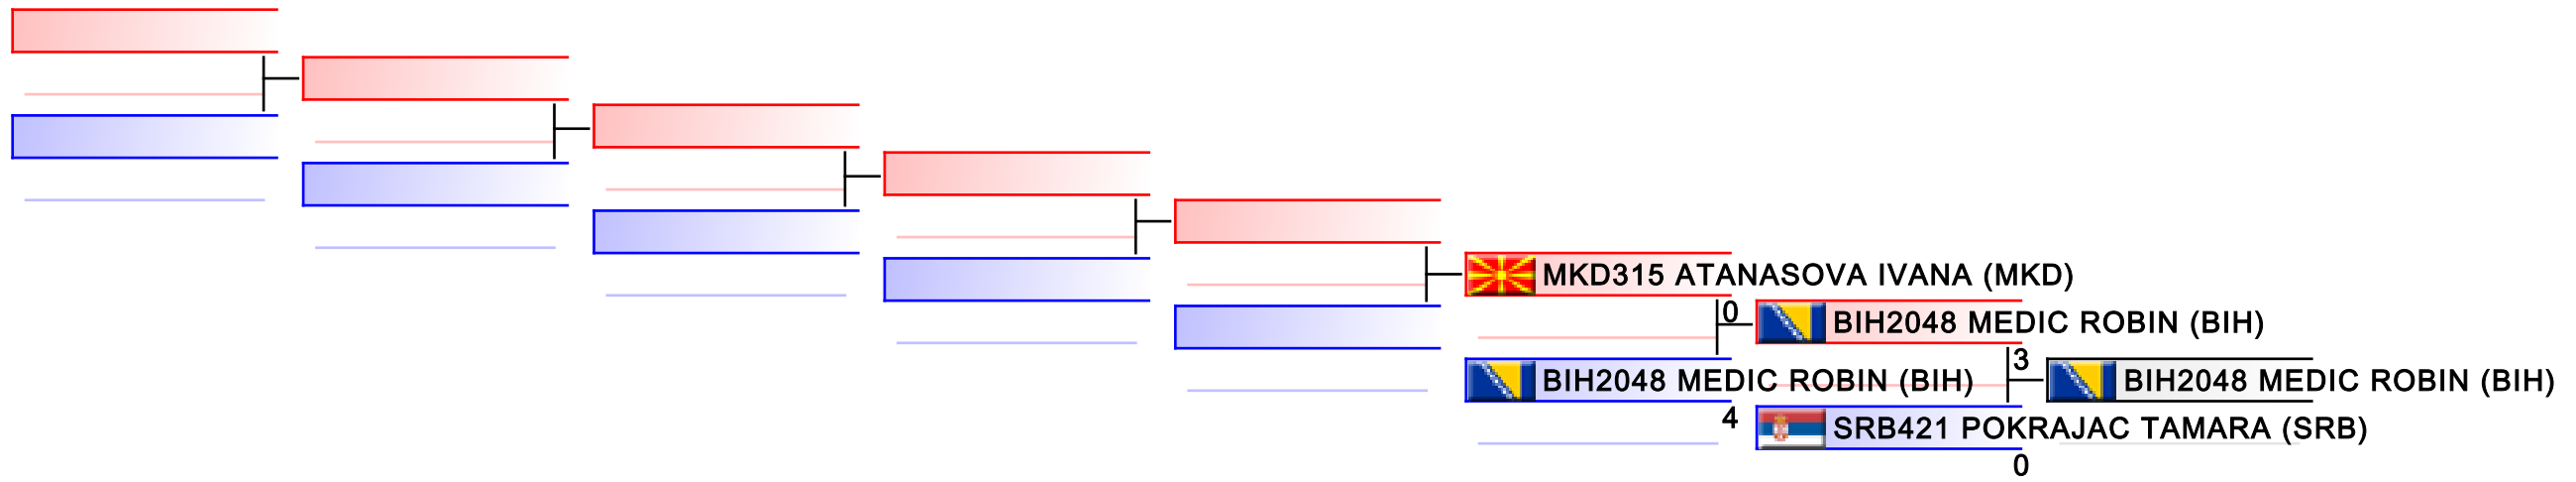 MKD315 ATANASOVA IVANA (MKD)
0
BIH2048 MEDIC ROBIN (BIH)
3
BIH2048 MEDIC ROBIN (BIH)
BIH2048 MEDIC ROBIN (BIH)
4
SRB421 POKRAJAC TAMARA (SRB)
0